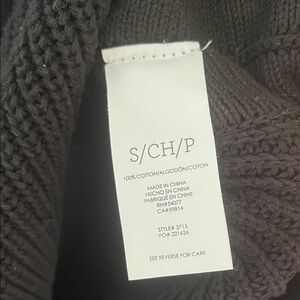 S/CH/P
100% COTTON/ALGODÓN/COTON
MADE IN CHINA
HECHO EN CHINA
FABRIQUÉ EN CHINE
RN#54077
CA#59814
STYLE# 3715
PO# 221626
SEE REVERSE FOR CARE